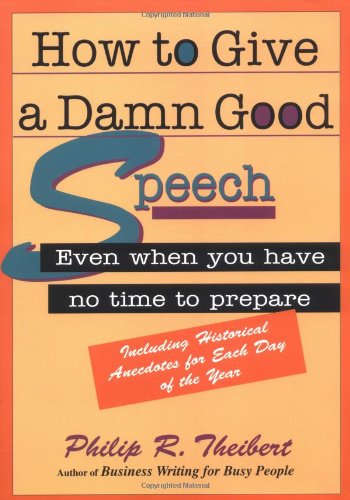 How to Give
a Damn Good
Speech
Even when you have
no time to prepare
Including Historical
Anecdotes for Each Day
of the Year
Philip R. Theibert
Author of Business Writing for Busy People